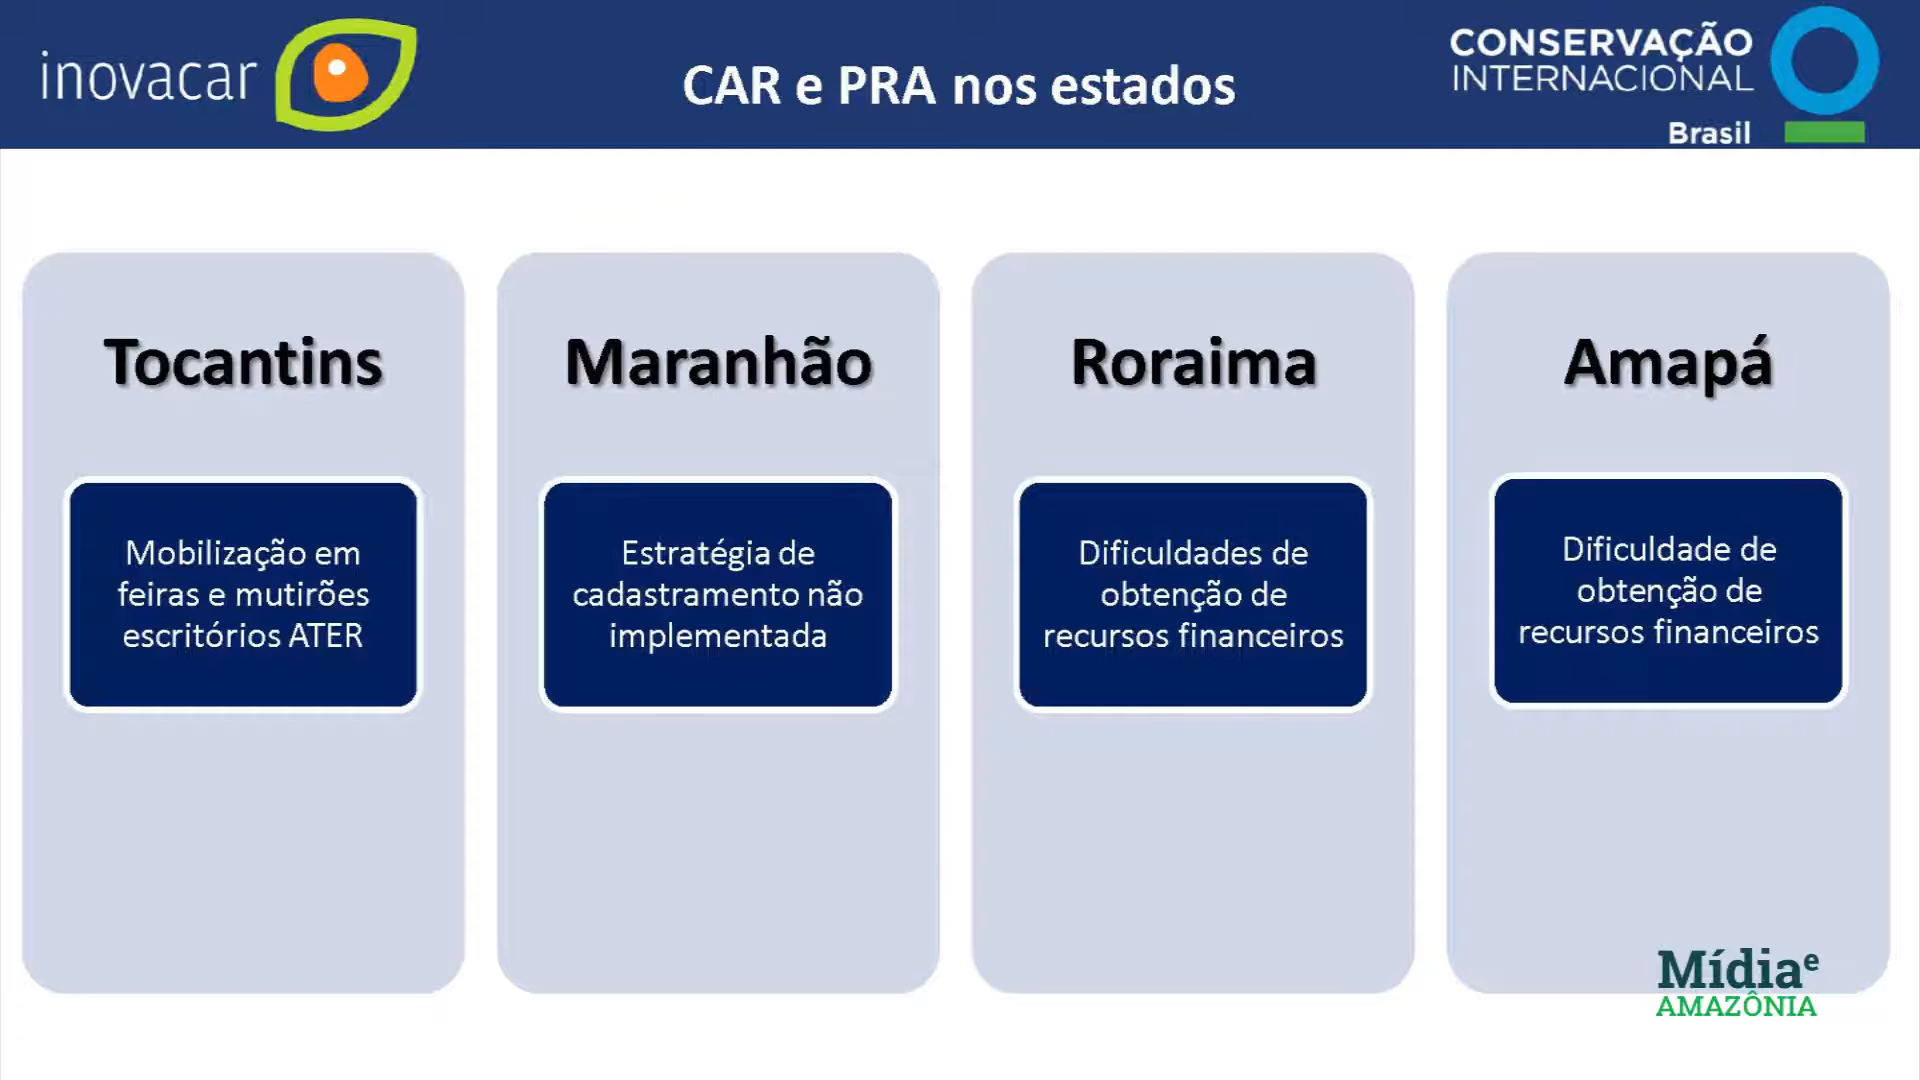 inovacar
CAR e PRA nos estados
CONSERVAÇÃO
INTERNACIONAL
Brasil
Tocantins
Mobilização em
feiras e mutirões
escritórios ATER
Maranhão
Estratégia de
cadastramento não
implementada
Roraima
Dificuldades de
obtenção de
recursos financeiros
Amapá
Dificuldade de
obtenção de
recursos financeiros
Mídia e
AMAZÔNIA